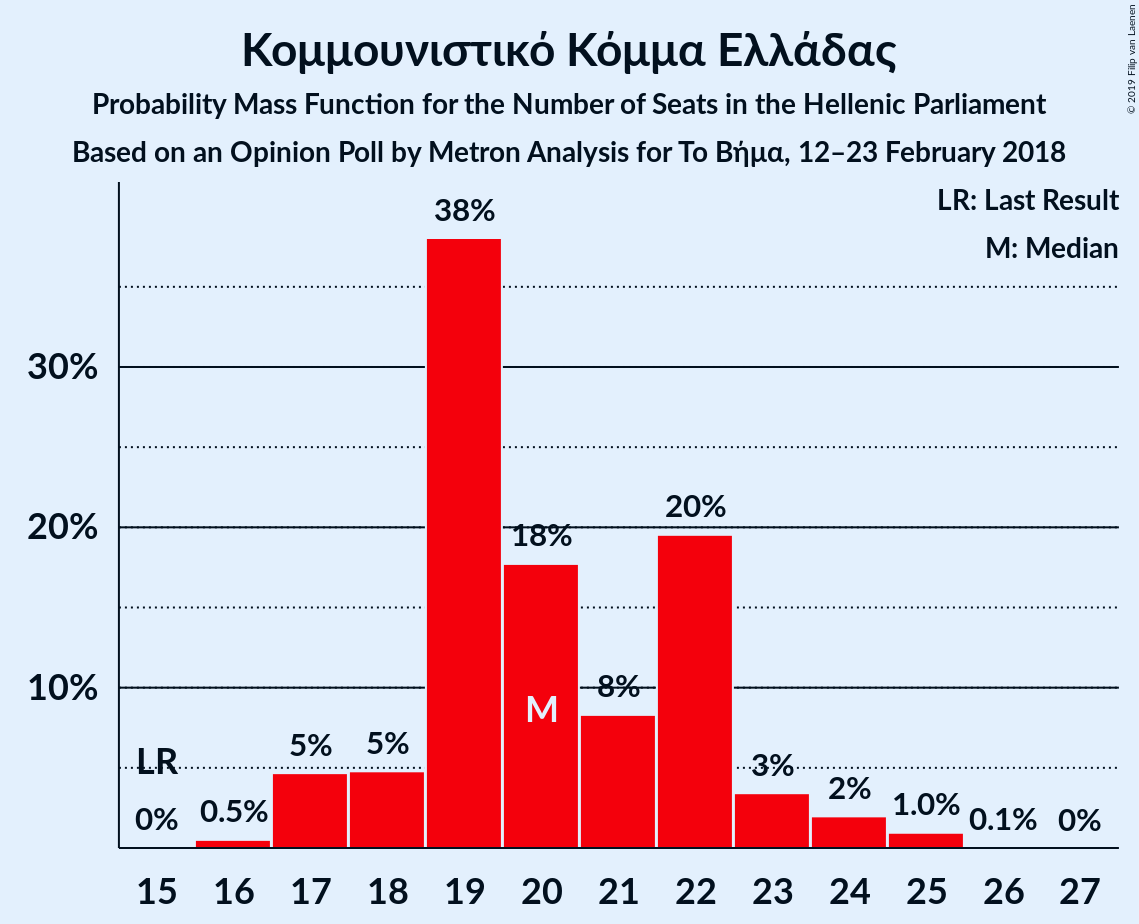 Κομμουνιστικό Κόμμα Ελλάδας
Probability Mass Function for the Number of Seats in the Hellenic Parliament
Based on an Opinion Poll by Metron Analysis for Το Βήμα, 12–23 February 2018
© 2019 Filip van Laenen
LR: Last Result
M: Median
38%
30%
20%
20%
18%
10%
8%
M
LR
5%
5%
3%
2%
0%
0.5%
1.0%
0.1%
0%
15 16 17 18 19 20 21 22 23 24 25 26 27